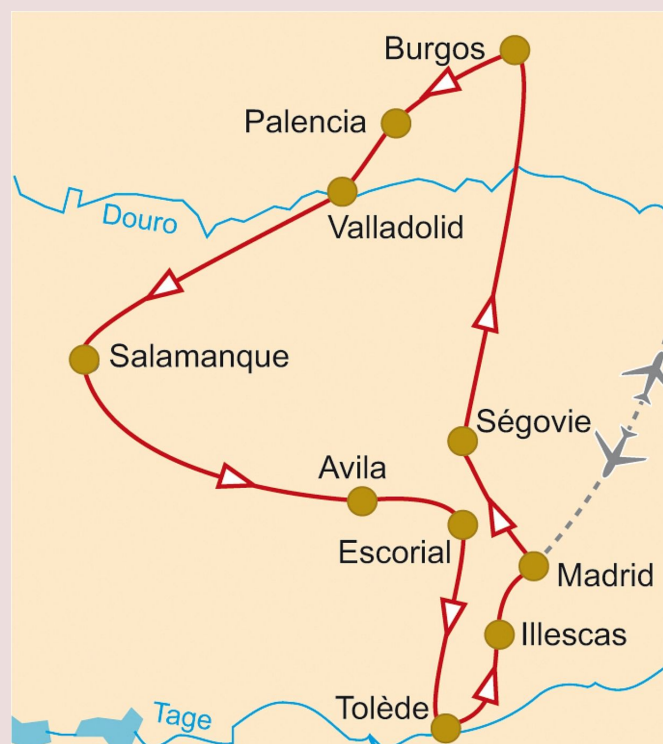 Burgos
Palencia
Douro
Valladolid
Salamanque
Ségovie
Avila
Escorial
Madrid
Illescas
Tolède
Tage